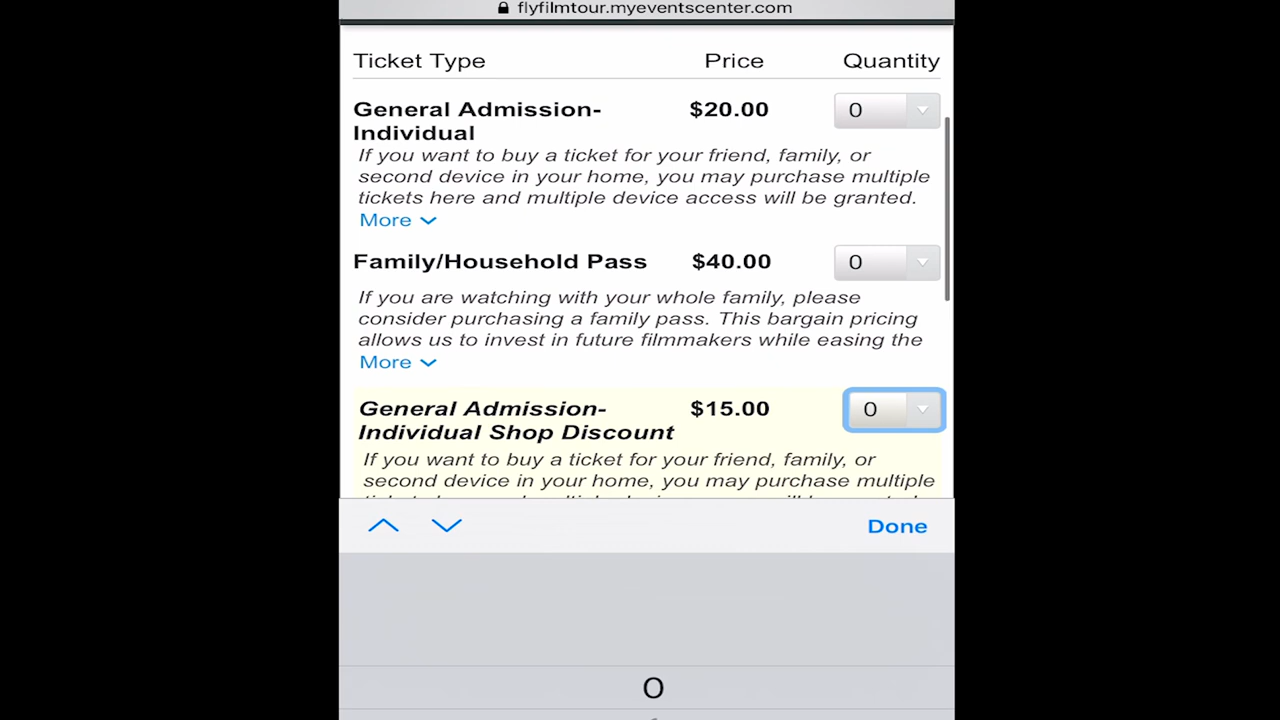 flyfilmtour.myeventscenter.com
Ticket Type Price Quantity
General Admission- $20.00 0
Individual
If you want to buy a ticket for your friend, family, or
second device in your home, you may purchase multiple
tickets here and multiple device access will be granted.
More
Family/Household Pass $40.00 0
If you are watching with your whole family, please
consider purchasing a family pass. This bargain pricing
allows us to invest in future filmmakers while easing the
More
General Admission- $15.00 0
Individual Shop Discount
If you want to buy a ticket for your friend, family, or
second device in your home, you may purchase multiple
Done
0